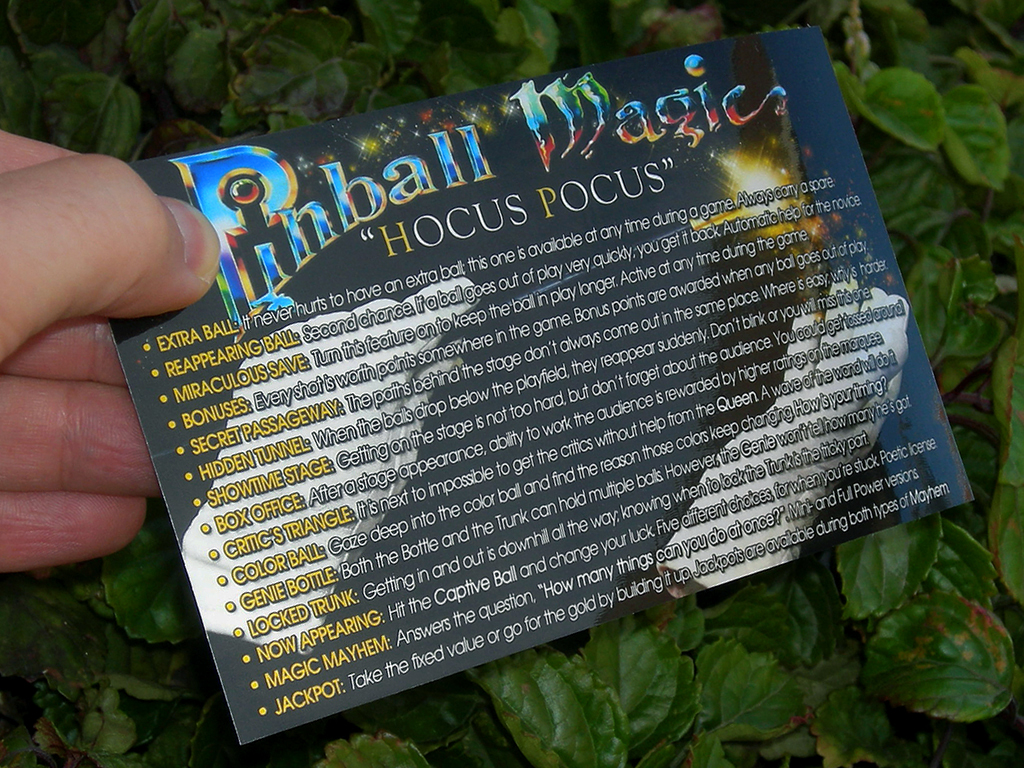 Pinball Magic
"HOCUS POCUS"
• EXTRA BALL: It never hurts to have an extra ball; this one is available at any time during a game. Always carry a spare.
• REAPPEARING BALL: Second chance. If a ball goes out of play very quickly, you get it back. Automatic help for the novice.
• MIRACULOUS SAVE: Turn this feature on to keep the ball in play longer. Active at any time during the game.
• BONUSES: Every shot is worth points somewhere in the game. Bonus points are awarded when any ball goes out of play.
• SECRET PASSAGEWAY: The paths behind the stage don't always come out in the same place. Where is easy, why is harder.
• HIDDEN TUNNEL: When the balls drop below the playfield, they reappear suddenly. Don't blink or you will miss this one.
• SHOWTIME STAGE: Getting on the stage is not too hard, but don't forget about the audience. You could get tossed around.
• BOX OFFICE: After a stage appearance, ability to work the audience is rewarded by higher ratings on the marquee.
• CRITIC'S TRIANGLE: It is next to impossible to get the critics without help from the Queen. A wave of the wand will do it.
• COLOR BALL: Gaze deep into the color ball and find the reason those colors keep changing. How is your timing?
• GENIE BOTTLE: Both the Bottle and the Trunk can hold multiple balls. However, the Genie won't tell how many he's got.
• LOCKED TRUNK: Getting in and out is downhill all the way, knowing when to lock the Trunk is the tricky part.
• NOW APPEARING: Hit the Captive Ball and change your luck. Five different choices, for when you're stuck. Poetic license.
• MAGIC MAYHEM: Answers the question, "How many things can you do at once?" Mini- and Full Power versions.
• JACKPOT: Take the fixed value or go for the gold by building it up. Jackpots are available during both types of Mayhem.